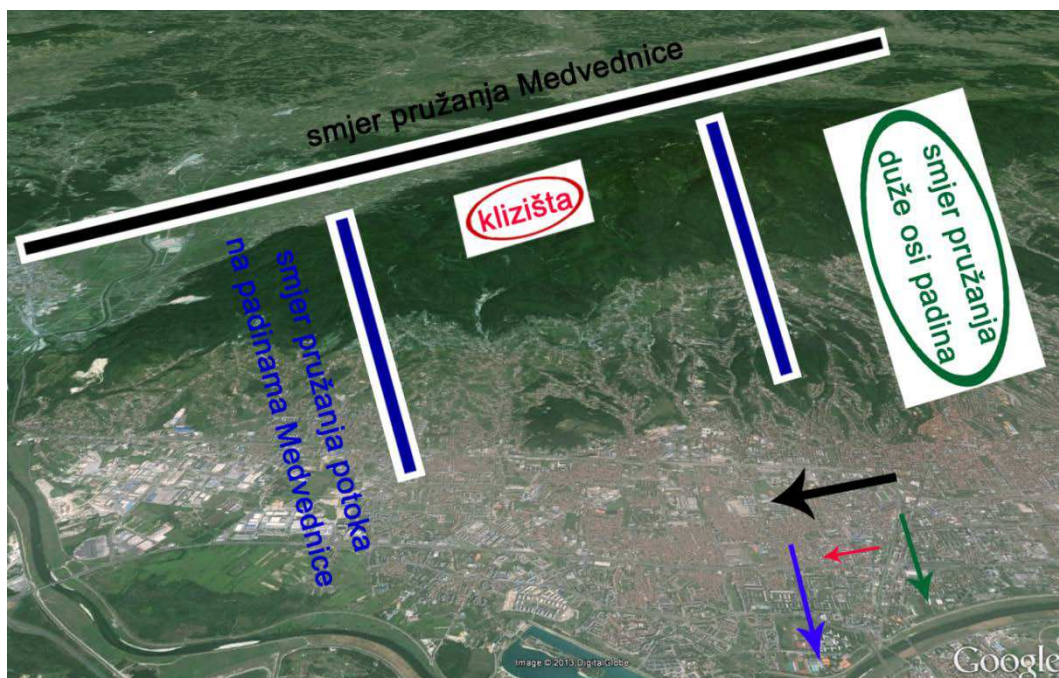 smjer pružanja Medvednice
klizišta
smjer pružanja
duže osi padina
smjer pružanja potoka
na padinama Medvednice
Image © 2013 DigitalGlobe
Google